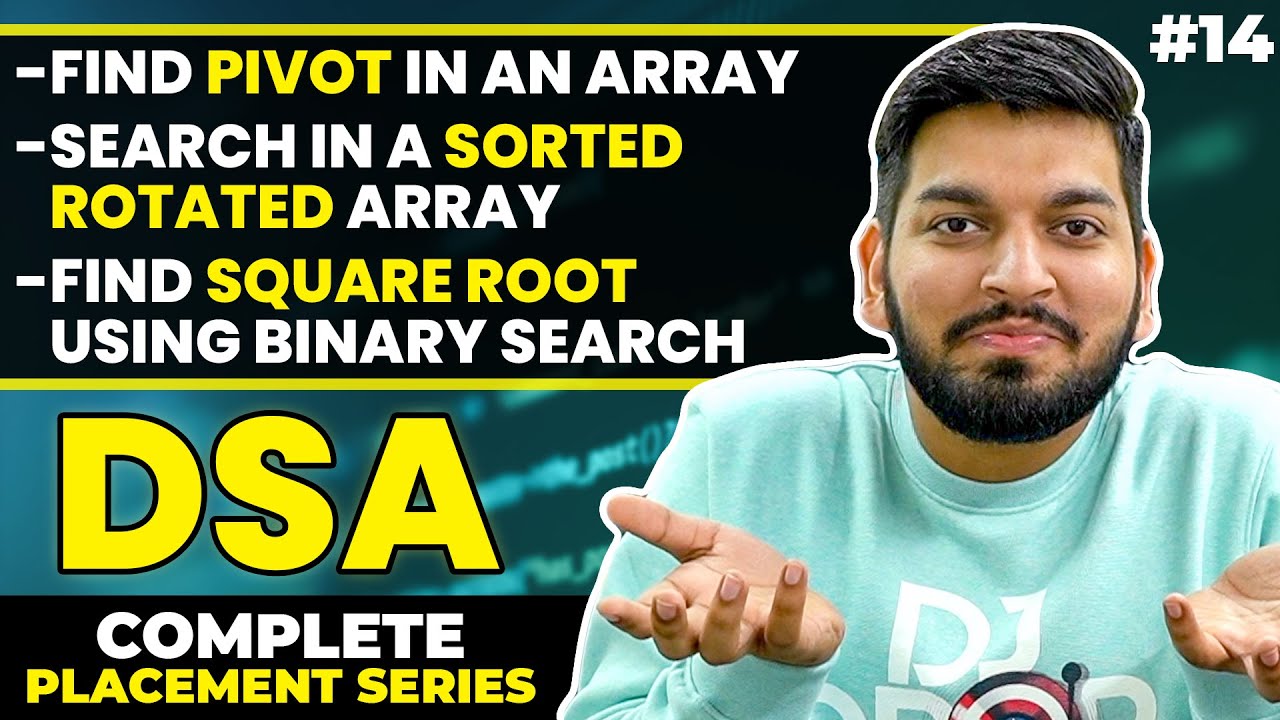 #14
-FIND PIVOT IN AN ARRAY
-SEARCH IN A SORTED
ROTATED ARRAY
-FIND SQUARE ROOT
USING BINARY SEARCH
DSA
COMPLETE
PLACEMENT SERIES
DJ